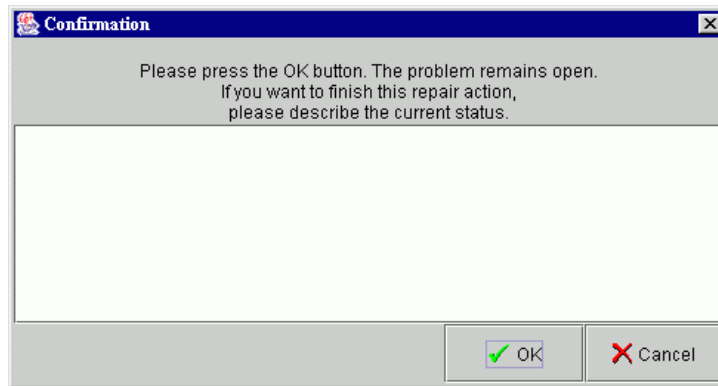 Confirmation
Please press the OK button. The problem remains open.
If you want to finish this repair action,
please describe the current status.
OK
Cancel